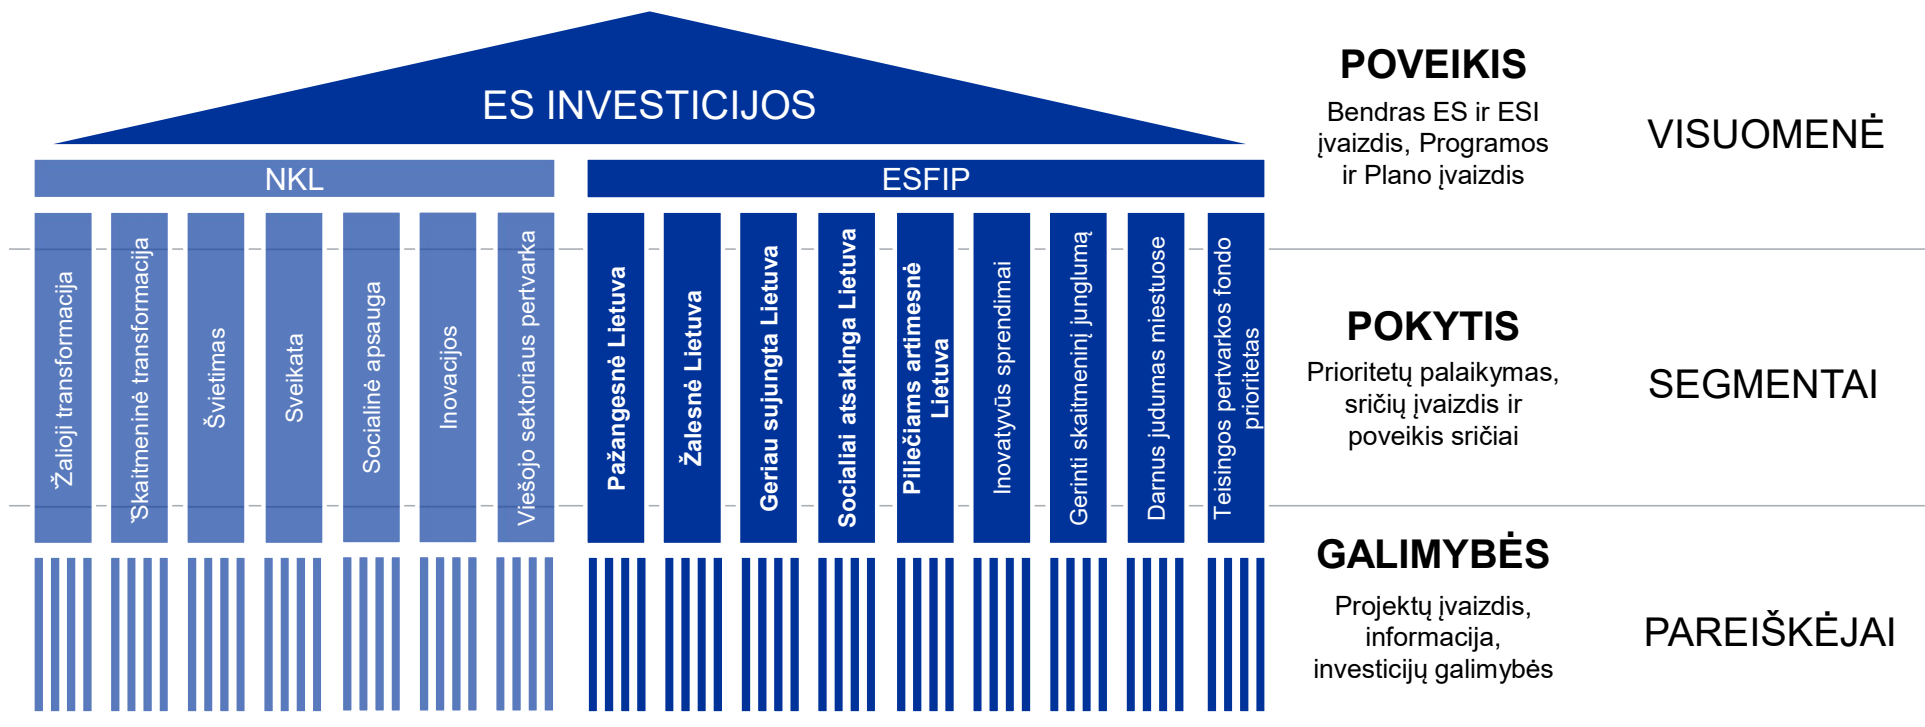 ES INVESTICIJOS
NKL
ESFIP
Žalioji transformacija
Skaitmeninė transformacija
Švietimas
Sveikata
Socialinė apsauga
Inovacijos
Viešojo sektoriaus pertvarka
Pažangesnė Lietuva
Žalesnė Lietuva
Geriau sujungta Lietuva
Socialiai atsakinga Lietuva
Piliečiams artimesnė
Lietuva
Inovatyvūs sprendimai
Gerinti skaitmeninį junglumą
Darnus judumas miestuose
Teisingos pertvarkos fondo
prioritetas
POVEIKIS
Bendras ES ir ESI
įvaizdis, Programos
ir Plano įvaizdis
VISUOMENĖ
POKYTIS
Prioritetų palaikymas,
sričių įvaizdis ir
poveikis sričiai
SEGMENTAI
GALIMYBĖS
Projektų įvaizdis,
informacija,
investicijų galimybės
PAREIŠKĖJAI